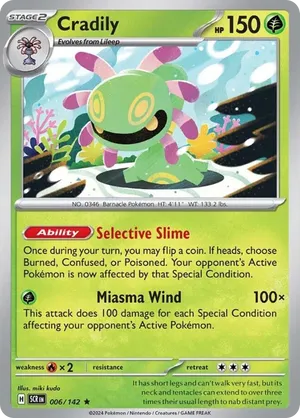 STAGE2 Cradily HP 150
Evolves from Lileep
NO. 0346 Barnacle Pokémon HT: 4'11" WT: 133.2 lbs.
Ability Selective Slime
Once during your turn, you may flip a coin. If heads, choose
Burned, Confused, or Poisoned. Your opponent's Active
Pokémon is now affected by that Special Condition.
Miasma Wind 100×
This attack does 100 damage for each Special Condition
affecting your opponent's Active Pokémon.
weakness × 2 resistance retreat
Illus. miki kudo
H SCR EN 006/142 ★
It has short legs and can't walk very fast, but its
neck and tentacles can extend to over three
times their usual length to nab distant prey.
©2024 Pokémon / Nintendo / Creatures / GAME FREAK